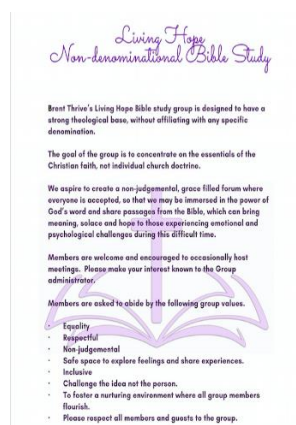 Living Hope
Non-denominational Bible Study
Brent Thrive's Living Hope Bible study group is designed to have a
strong theological base, without affiliating with any specific
denomination.
The goal of the group is to concentrate on the essentials of the
Christian faith, not individual church doctrine.
We aspire to create a non-judgemental, grace filled forum where
everyone is accepted, so that we may be immersed in the power of
God's word and share passages from the Bible, which can bring
meaning, solace and hope to those experiencing emotional and
psychological challenges during this difficult time.
Members are welcome and encouraged to occasionally host
meetings. Please make your interest known to the Group
administrator.
Members are asked to abide by the following group values.
· Equality
· Respectful
· Non-judgemental
· Safe space to explore feelings and share experiences.
· Inclusive
· Challenge the idea not the person.
· To foster a nurturing environment where all group members
flourish.
· Please respect all members and guests to the group.